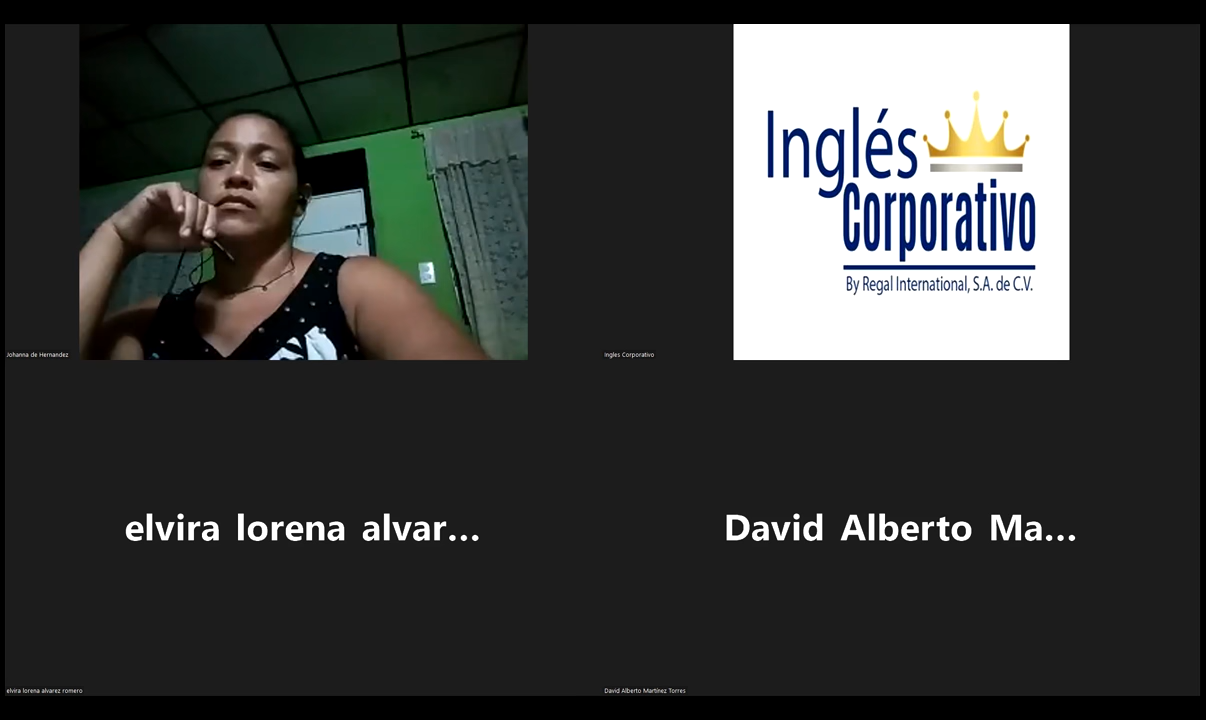 Inglés
Corporativo
By Regal International, S.A. de C.V.
Johanna de Hernandez
Ingles Corporativo
elvira lorena alvar...
David Alberto Ma...
elvira lorena alvarez romero
David Alberto Martínez Torres